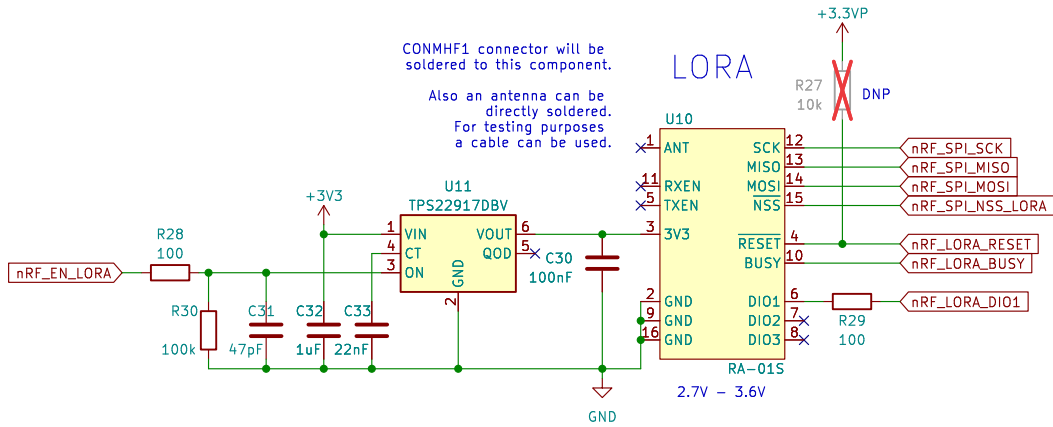 +3.3VP
CONMHF1 connector will be
soldered to this component.
LORA
R27
10k
DNP
Also an antenna can be
directly soldered.
For testing purposes
a cable can be used.
U10
1 ANT
11 RXEN
5 TXEN
3 3V3
2 GND
9 GND
16 GND
SCK 12
MISO 13
MOSI 14
NSS 15
RESET 4
BUSY 10
DIO1 6
DIO2 7
DIO3 8
RA-01S
2.7V - 3.6V
nRF_SPI_SCK
nRF_SPI_MISO
nRF_SPI_MOSI
nRF_SPI_NSS_LORA
nRF_LORA_RESET
nRF_LORA_BUSY
nRF_LORA_DIO1
R29
100
+3V3
U11
TPS22917DBV
1 VIN
4 CT
3 ON
VOUT 6
QOD 5
GND
2
C30
100nF
R28
100
nRF_EN_LORA
R30
100k
C31
47pF
C32
1uF
C33
22nF
GND